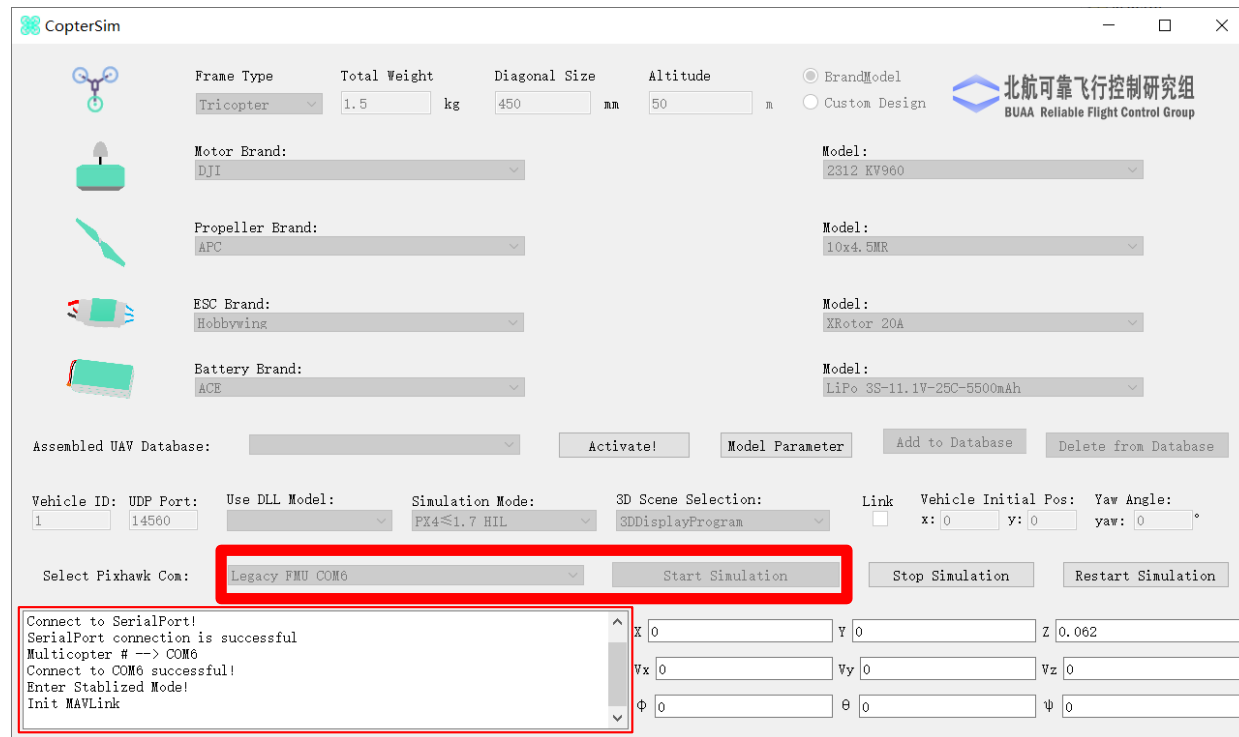 CopterSim
Frame Type Total Weight Diagonal Size Altitude BrandModel
Tricopter 1.5 kg 450 mm 50 m Custom Design
北航可靠飞行控制研究组
BUAA Reliable Flight Control Group
Motor Brand: Model:
DJI 2312 KV960
Propeller Brand: Model:
APC 10x4.5MR
ESC Brand: Model:
Hobbywing XRotor 20A
Battery Brand: Model:
ACE LiPo 3S-11.1V-25C-5500mAh
Assembled UAV Database: Activate! Model Parameter Add to Database Delete from Database
Vehicle ID: UDP Port: Use DLL Model: Simulation Mode: 3D Scene Selection: Link Vehicle Initial Pos: Yaw Angle:
1 14560 PX4≤1.7 HIL 3DDisplayProgram x: 0 y: 0 yaw: 0 °
Select Pixhawk Com: Legacy FMU COM6 Start Simulation Stop Simulation Restart Simulation
Connect to SerialPort!
SerialPort connection is successful
Multicopter # --> COM6
Connect to COM6 successful!
Enter Stablized Mode!
Init MAVLink
X 0 Y 0 Z 0.062
Vx 0 Vy 0 Vz 0
Φ 0 θ 0 ψ 0